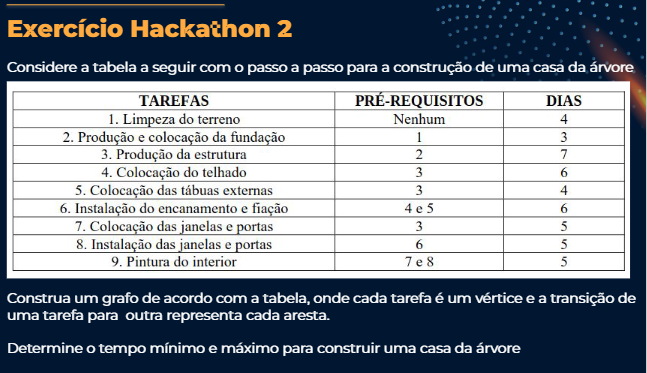 Exercício Hackathon 2
Considere a tabela a seguir com o passo a passo para a construção de uma casa da árvore
TAREFAS PRÉ-REQUISITOS DIAS
1. Limpeza do terreno Nenhum 4
2. Produção e colocação da fundação 1 3
3. Produção da estrutura 2 7
4. Colocação do telhado 3 6
5. Colocação das tábuas externas 3 4
6. Instalação do encanamento e fiação 4 e 5 6
7. Colocação das janelas e portas 3 5
8. Instalação das janelas e portas 6 5
9. Pintura do interior 7 e 8 5
Construa um grafo de acordo com a tabela, onde cada tarefa é um vértice e a transição de
uma tarefa para outra representa cada aresta.
Determine o tempo mínimo e máximo para construir uma casa da árvore